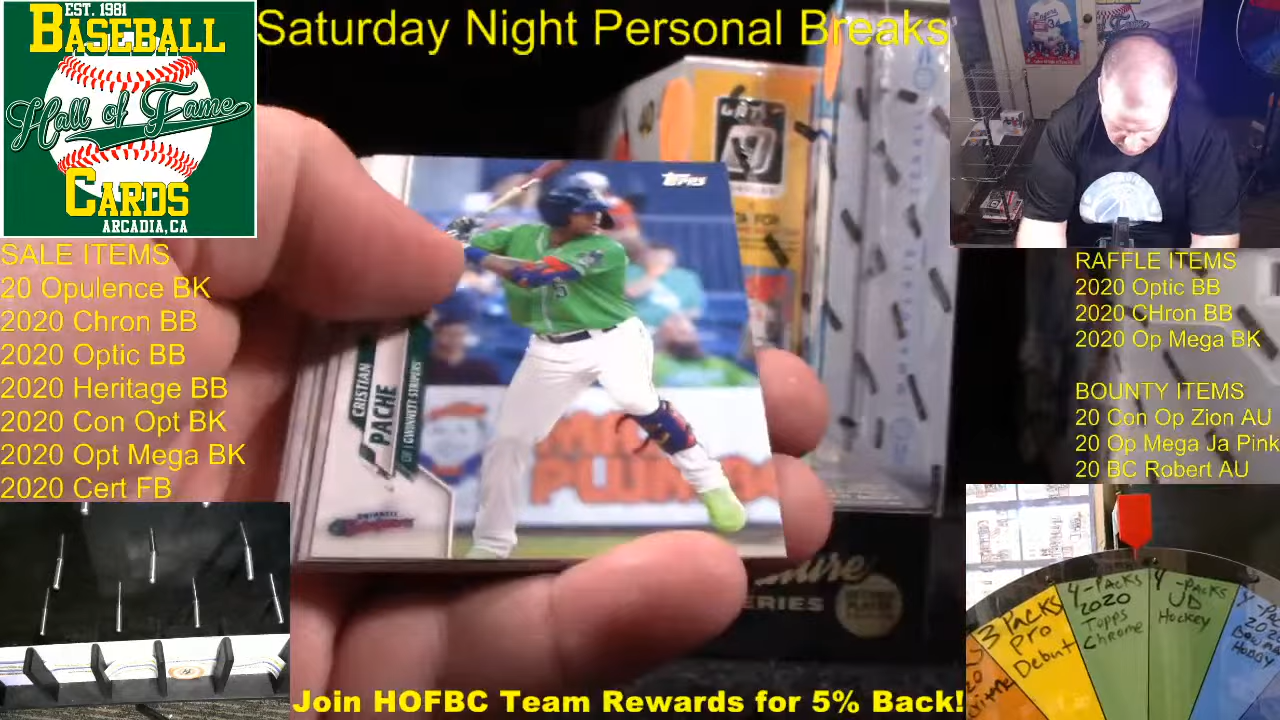 EST. 1981
BASEBALL
Hall of Fame
CARDS
ARCADIA,CA
Saturday Night Personal Breaks
SALE ITEMS
20 Opulence BK
2020 Chron BB
2020 Optic BB
2020 Heritage BB
2020 Con Opt BK
2020 Opt Mega BK
2020 Cert FB
RAFFLE ITEMS
2020 Optic BB
2020 CHron BB
2020 Op Mega BK
BOUNTY ITEMS
20 Con Op Zion AU
20 Op Mega Ja Pink
20 BC Robert AU
TOPPS
CRISTIAN
PACHE
OF | GWINNETT STRIPERS
PLUM
ERIES
3 PACKS
PRO
Debut
4-PACKS
2020
Topps
Chrome
4-PACKS
UD
Hockey
Join HOFBC Team Rewards for 5% Back!